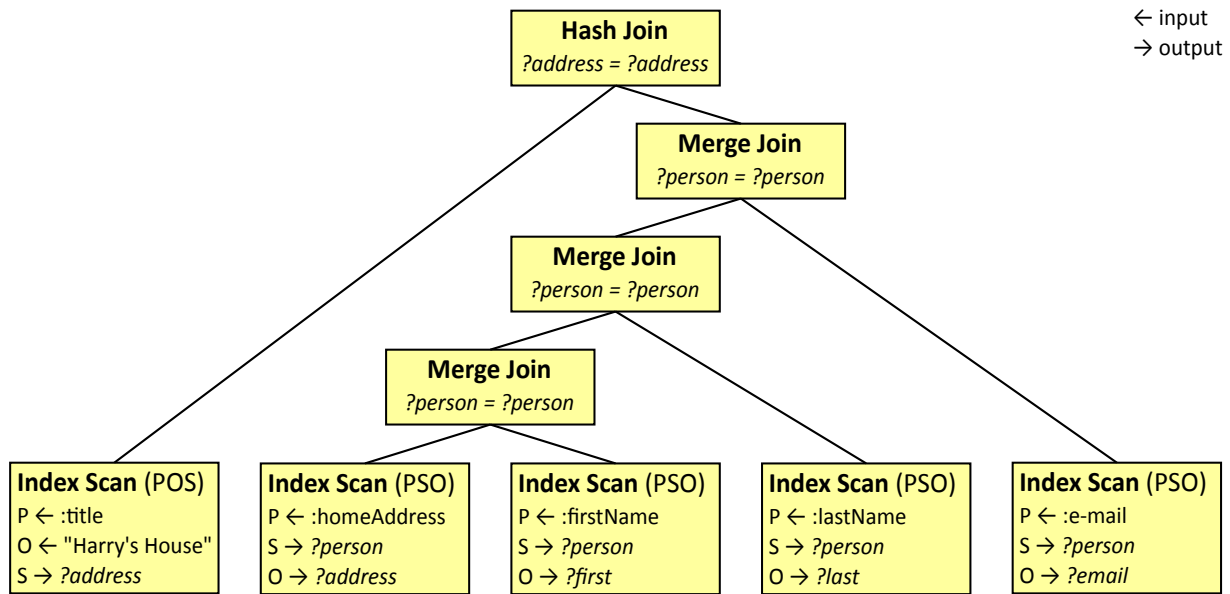 ← input
→ output
Hash Join
?address = ?address
Merge Join
?person = ?person
Merge Join
?person = ?person
Merge Join
?person = ?person
Index Scan (POS)
P ← :title
O ← "Harry's House"
S → ?address
Index Scan (PSO)
P ← :homeAddress
S → ?person
O → ?address
Index Scan (PSO)
P ← :firstName
S → ?person
O → ?first
Index Scan (PSO)
P ← :lastName
S → ?person
O → ?last
Index Scan (PSO)
P ← :e-mail
S → ?person
O → ?email